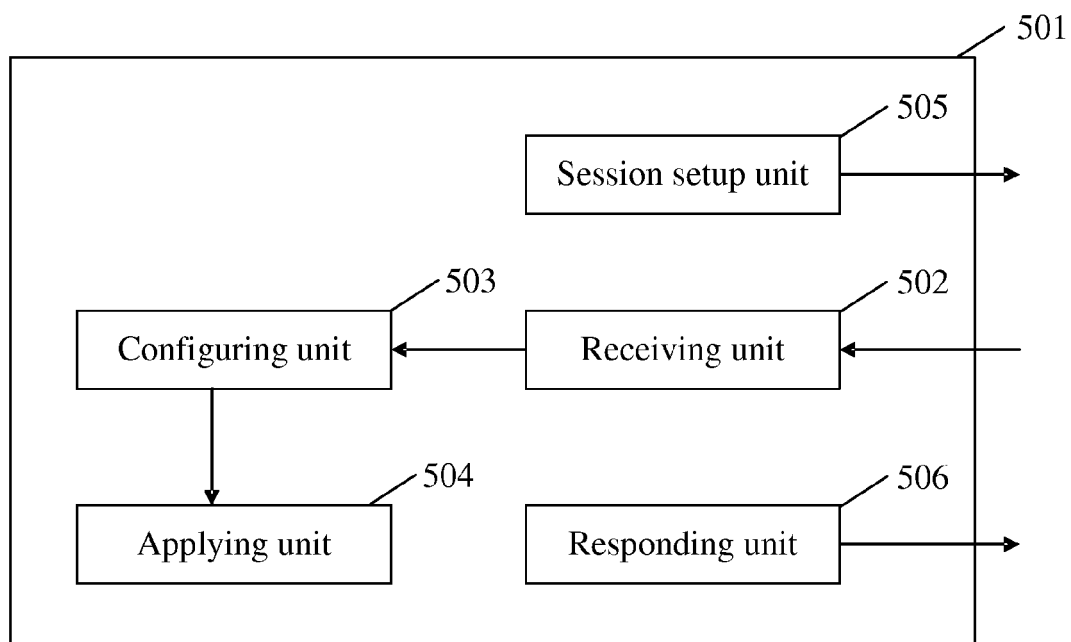 501
505
Session setup unit
503
502
Configuring unit
Receiving unit
504
506
Applying unit
Responding unit